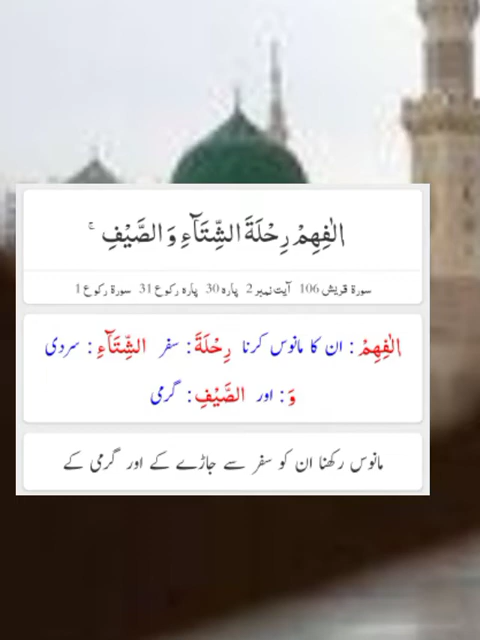 اٖلٰفِهِمْ رِحْلَةَ الشِّتَآءِ وَ الصَّيْفِ ۚ
سورۃ قریش 106 آیت نمبر 2 پارہ 30 پارہ رکوع 31 سورۃ رکوع 1
اٖلٰفِهِمْ : ان کا مانوس کرنا رِحْلَةَ : سفر الشِّتَآءِ : سردی
وَ : اور الصَّيْفِ : گرمی
مانوس رکھنا ان کو سفر سے جاڑے کے اور گرمی کے